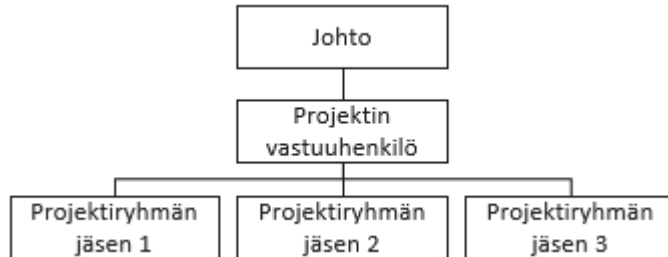 Johto
Projektin
vastuuhenkilö
Projektiryhmän
jäsen 1
Projektiryhmän
jäsen 2
Projektiryhmän
jäsen 3